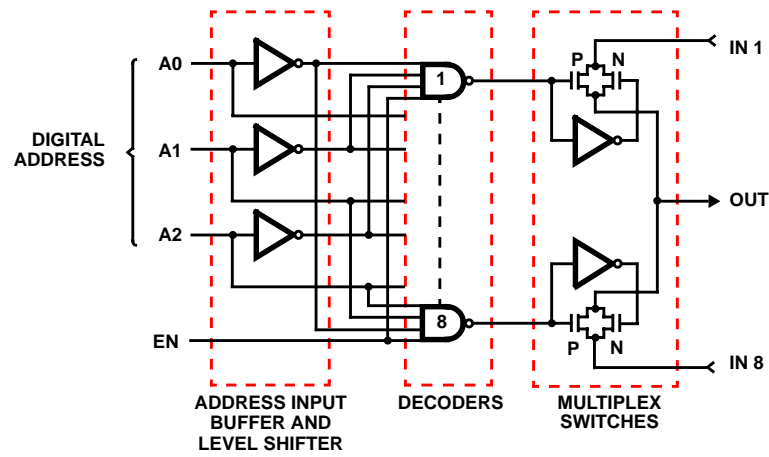 A0
A1
A2
DIGITAL
ADDRESS
EN
1
8
P
N
IN 1
OUT
P
N
IN 8
ADDRESS INPUT
BUFFER AND
LEVEL SHIFTER
DECODERS
MULTIPLEX
SWITCHES